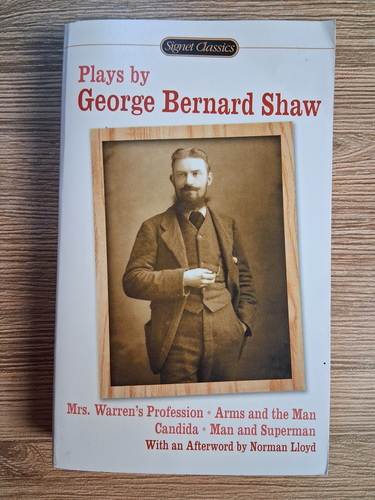 Signet Classics
Plays by
George Bernard Shaw
Mrs. Warren's Profession • Arms and the Man
Candida • Man and Superman
With an Afterword by Norman Lloyd